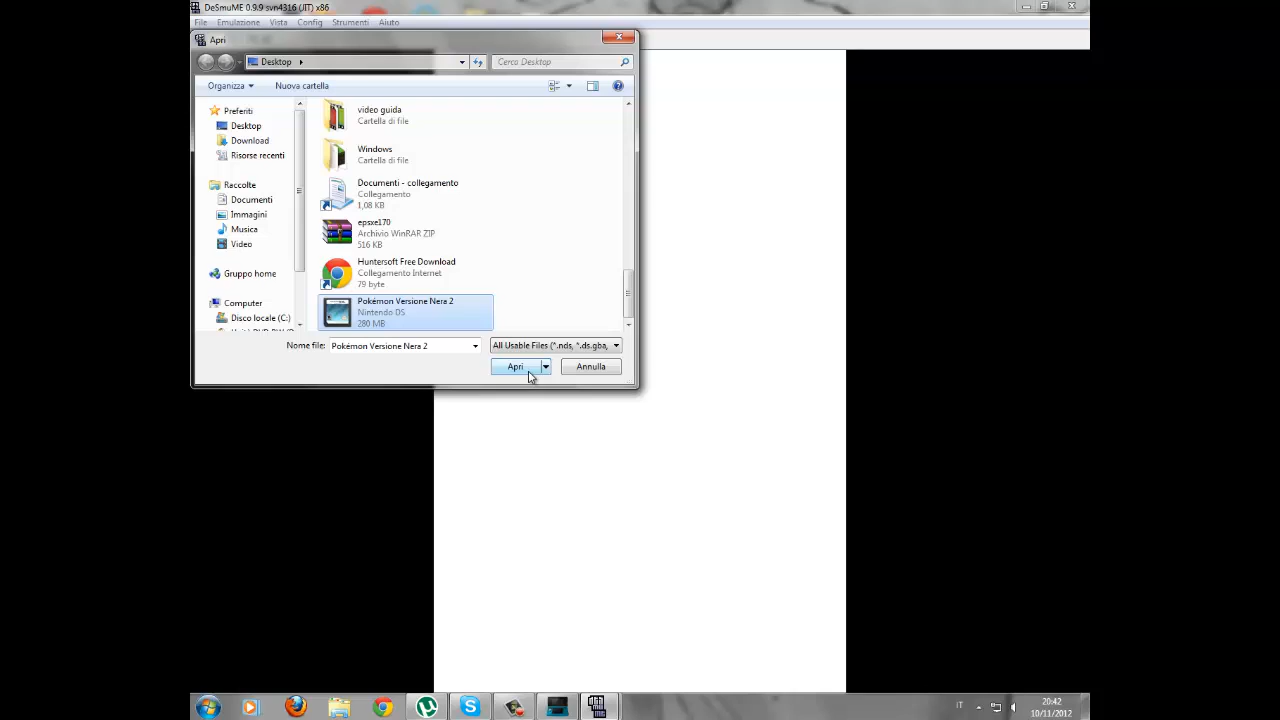 DeSmuME 0.9.9 svn4316 (JIT) x86
File Emulazione Vista Config Strumenti Aiuto
Apri
Desktop
Cerco Desktop
Organizza Nuova cartella
Preferiti
Desktop
Download
Risorse recenti
Raccolte
Documenti
Immagini
Musica
Video
Gruppo home
Computer
Disco locale (C:)
video guida
Cartella di file
Windows
Cartella di file
Documenti - collegamento
Collegamento
1,08 KB
epsxe170
Archivio WinRAR ZIP
516 KB
Huntersoft Free Download
Collegamento Internet
79 byte
Pokémon Versione Nera 2
Nintendo DS
280 MB
Nome file: Pokémon Versione Nera 2 All Usable Files (*.nds, *.ds.gba,
Apri Annulla
IT 20:42
10/11/2012